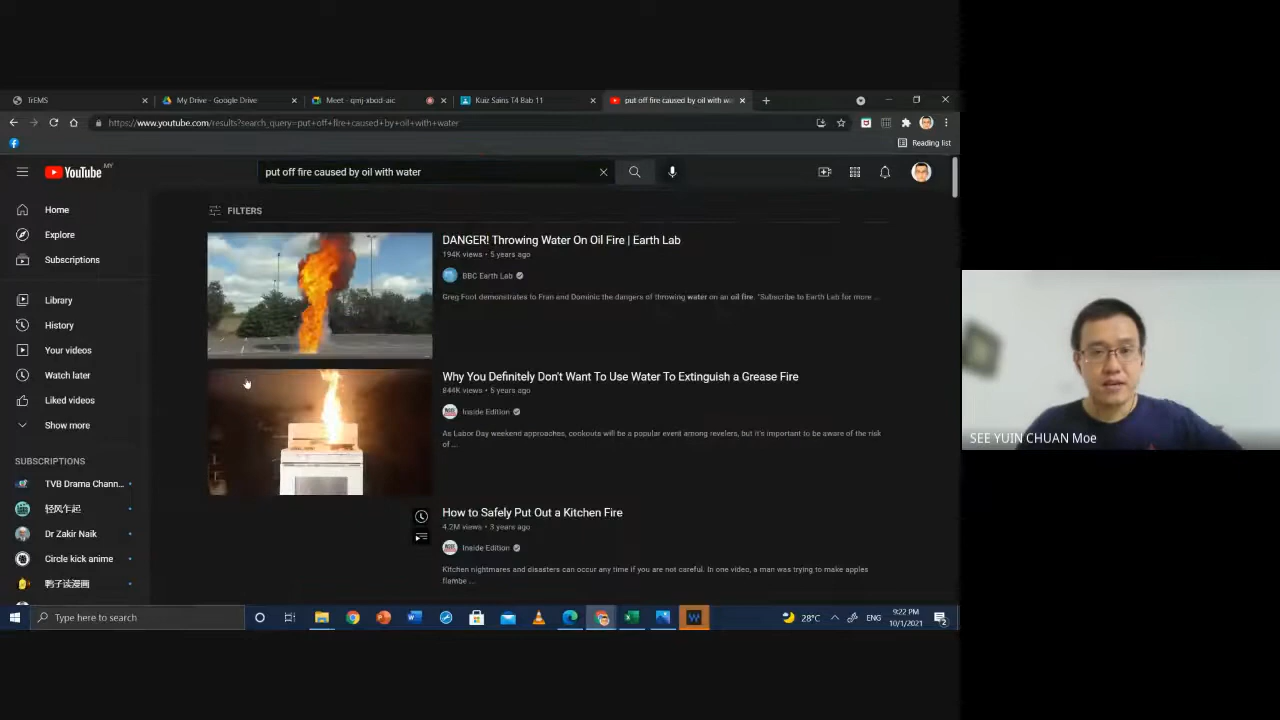 TrEMS
My Drive - Google Drive
Meet - qmj-xbod-aic
Kuiz Sains T4 Bab 11
put off fire caused by oil with wa
https://www.youtube.com/results?search_query=put+off+fire+caused+by+oil+with+water
Reading list
YouTube MY
put off fire caused by oil with water
Home
Explore
Subscriptions
Library
History
Your videos
Watch later
Liked videos
Show more
SUBSCRIPTIONS
TVB Drama Chann...
轻风乍起
Dr Zakir Naik
Circle kick anime
鸭子读漫画
FILTERS
DANGER! Throwing Water On Oil Fire | Earth Lab
194K views • 5 years ago
BBC Earth Lab
Greg Foot demonstrates to Fran and Dominic the dangers of throwing water on an oil fire. "Subscribe to Earth Lab for more ...
Why You Definitely Don't Want To Use Water To Extinguish a Grease Fire
844K views • 5 years ago
Inside Edition
As Labor Day weekend approaches, cookouts will be a popular event among revelers, but it's important to be aware of the risk
of ...
How to Safely Put Out a Kitchen Fire
4.2M views • 3 years ago
Inside Edition
Kitchen nightmares and disasters can occur any time if you are not careful. In one video, a man was trying to make apples
flambe ...
SEE YUIN CHUAN Moe
Type here to search
28°C
ENG
9:22 PM
10/1/2021
2